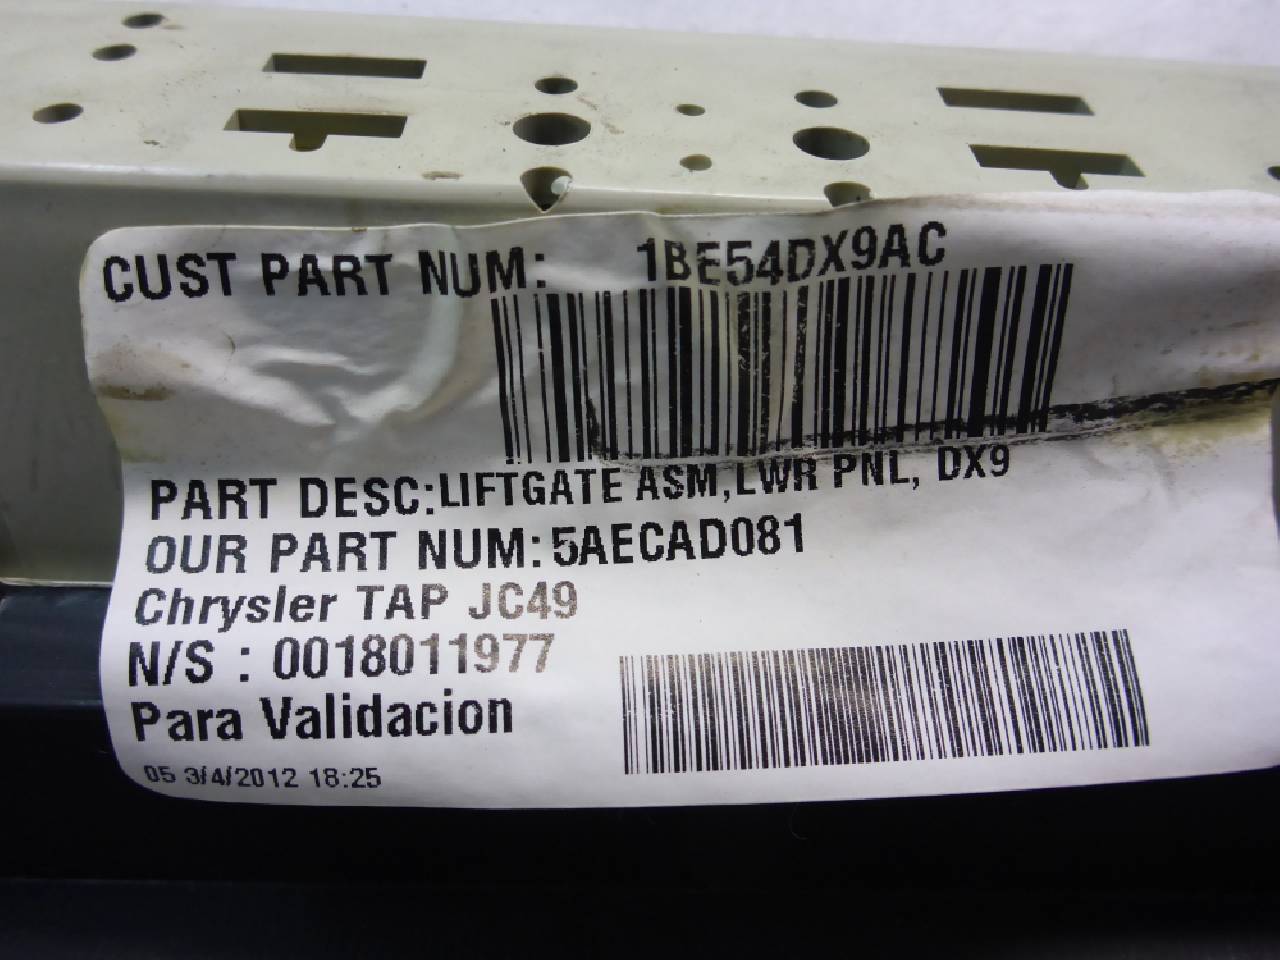 CUST PART NUM: 1BE54DX9AC
PART DESC:LIFTGATE ASM,LWR PNL, DX9
OUR PART NUM:5AECAD081
Chrysler TAP JC49
N/S : 0018011977
Para Validacion
05 3/4/2012 18:25